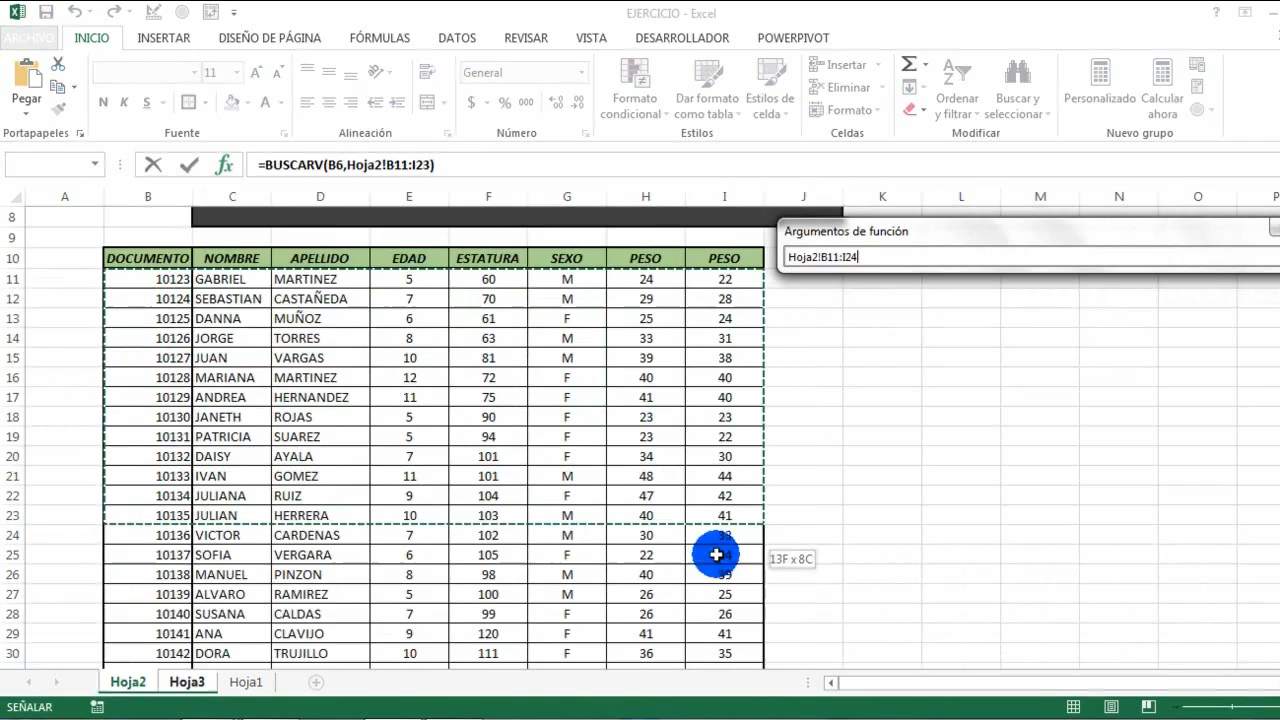 EJERCICIO - Excel
ARCHIVO INICIO INSERTAR DISEÑO DE PÁGINA FÓRMULAS DATOS REVISAR VISTA DESARROLLADOR POWERPIVOT
Pegar
N K S
11
A A
General
$ % 000
Formato condicional
Dar formato como tabla
Estilos de celda
Insertar
Eliminar
Formato
Ordenar y filtrar
Buscar y seleccionar
Personalizado
Calcular ahora
Portapapeles Fuente Alineación Número Estilos Celdas Modificar Nuevo grupo
fx =BUSCARV(B6,Hoja2!B11:I23)
A B C D E F G H I J K L M N O P
8
9
Argumentos de función
Hoja2!B11:I24
10 DOCUMENTO NOMBRE APELLIDO EDAD ESTATURA SEXO PESO PESO
11 10123 GABRIEL MARTINEZ 5 60 M 24 22
12 10124 SEBASTIAN CASTAÑEDA 7 70 M 29 28
13 10125 DANNA MUÑOZ 6 61 F 25 24
14 10126 JORGE TORRES 8 63 M 33 31
15 10127 JUAN VARGAS 10 81 M 39 38
16 10128 MARIANA MARTINEZ 12 72 F 40 40
17 10129 ANDREA HERNANDEZ 11 75 F 41 40
18 10130 JANETH ROJAS 5 90 F 23 23
19 10131 PATRICIA SUAREZ 5 94 F 23 22
20 10132 DAISY AYALA 7 101 F 34 30
21 10133 IVAN GOMEZ 11 101 M 48 44
22 10134 JULIANA RUIZ 9 104 F 47 42
23 10135 JULIAN HERRERA 10 103 M 40 41
24 10136 VICTOR CARDENAS 7 102 M 30
25 10137 SOFIA VERGARA 6 105 F 22
13F x 8C
26 10138 MANUEL PINZON 8 98 M 40
27 10139 ALVARO RAMIREZ 5 100 M 26 25
28 10140 SUSANA CALDAS 7 99 F 26 26
29 10141 ANA CLAVIJO 9 120 F 41 41
30 10142 DORA TRUJILLO 10 111 F 36 35
Hoja2 Hoja3 Hoja1
SEÑALAR